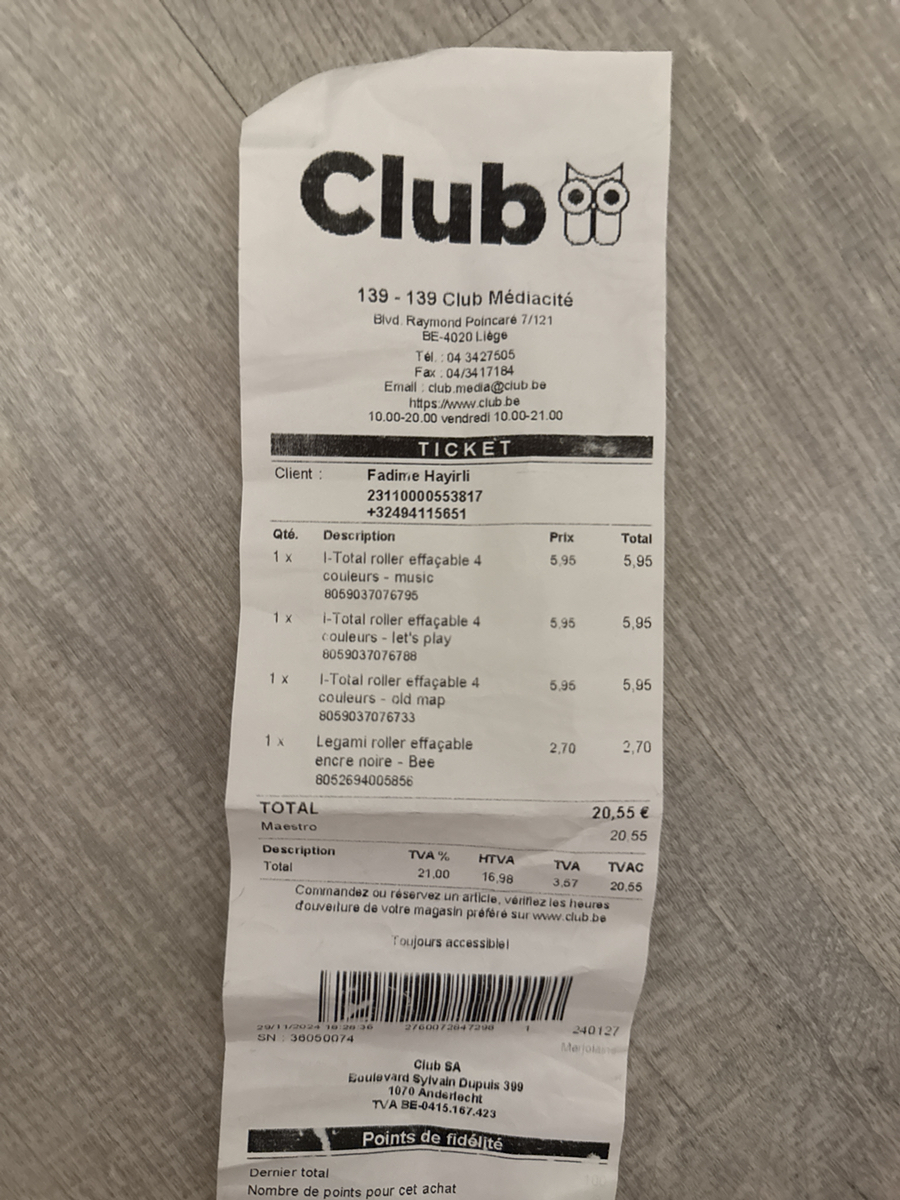 Club
139 - 139 Club Médiacité
Blvd. Raymond Poincaré 7/121
BE-4020 Liège
Tél. : 04 3427505
Fax : 04/3417184
Email : club.media@club.be
https://www.club.be
10.00-20.00 vendredi 10.00-21.00
TICKET
Client : Fadime Hayirli
23110000553817
+32494115651
Qté. Description Prix Total
1 x I-Total roller effaçable 4 5,95 5,95
couleurs - music
8059037076795
1 x I-Total roller effaçable 4 5,95 5,95
couleurs - let's play
8059037076788
1 x I-Total roller effaçable 4 5,95 5,95
couleurs - old map
8059037076733
1 x Legami roller effaçable 2,70 2,70
encre noire - Bee
8052694005856
TOTAL 20,55 €
Maestro 20,55
Description TVA % HTVA TVA TVAC
Total 21,00 16,98 3,57 20,55
Commandez ou réservez un article, vérifiez les heures
d'ouverture de votre magasin préféré sur www.club.be
Toujours accessible!
29/11/2024 18:28:36 2760072647298 1 240127
SN : 36050074
Club SA
Boulevard Sylvain Dupuis 399
1070 Anderlecht
TVA BE-0415.167.423
Points de fidélité
Dernier total
Nombre de points pour cet achat